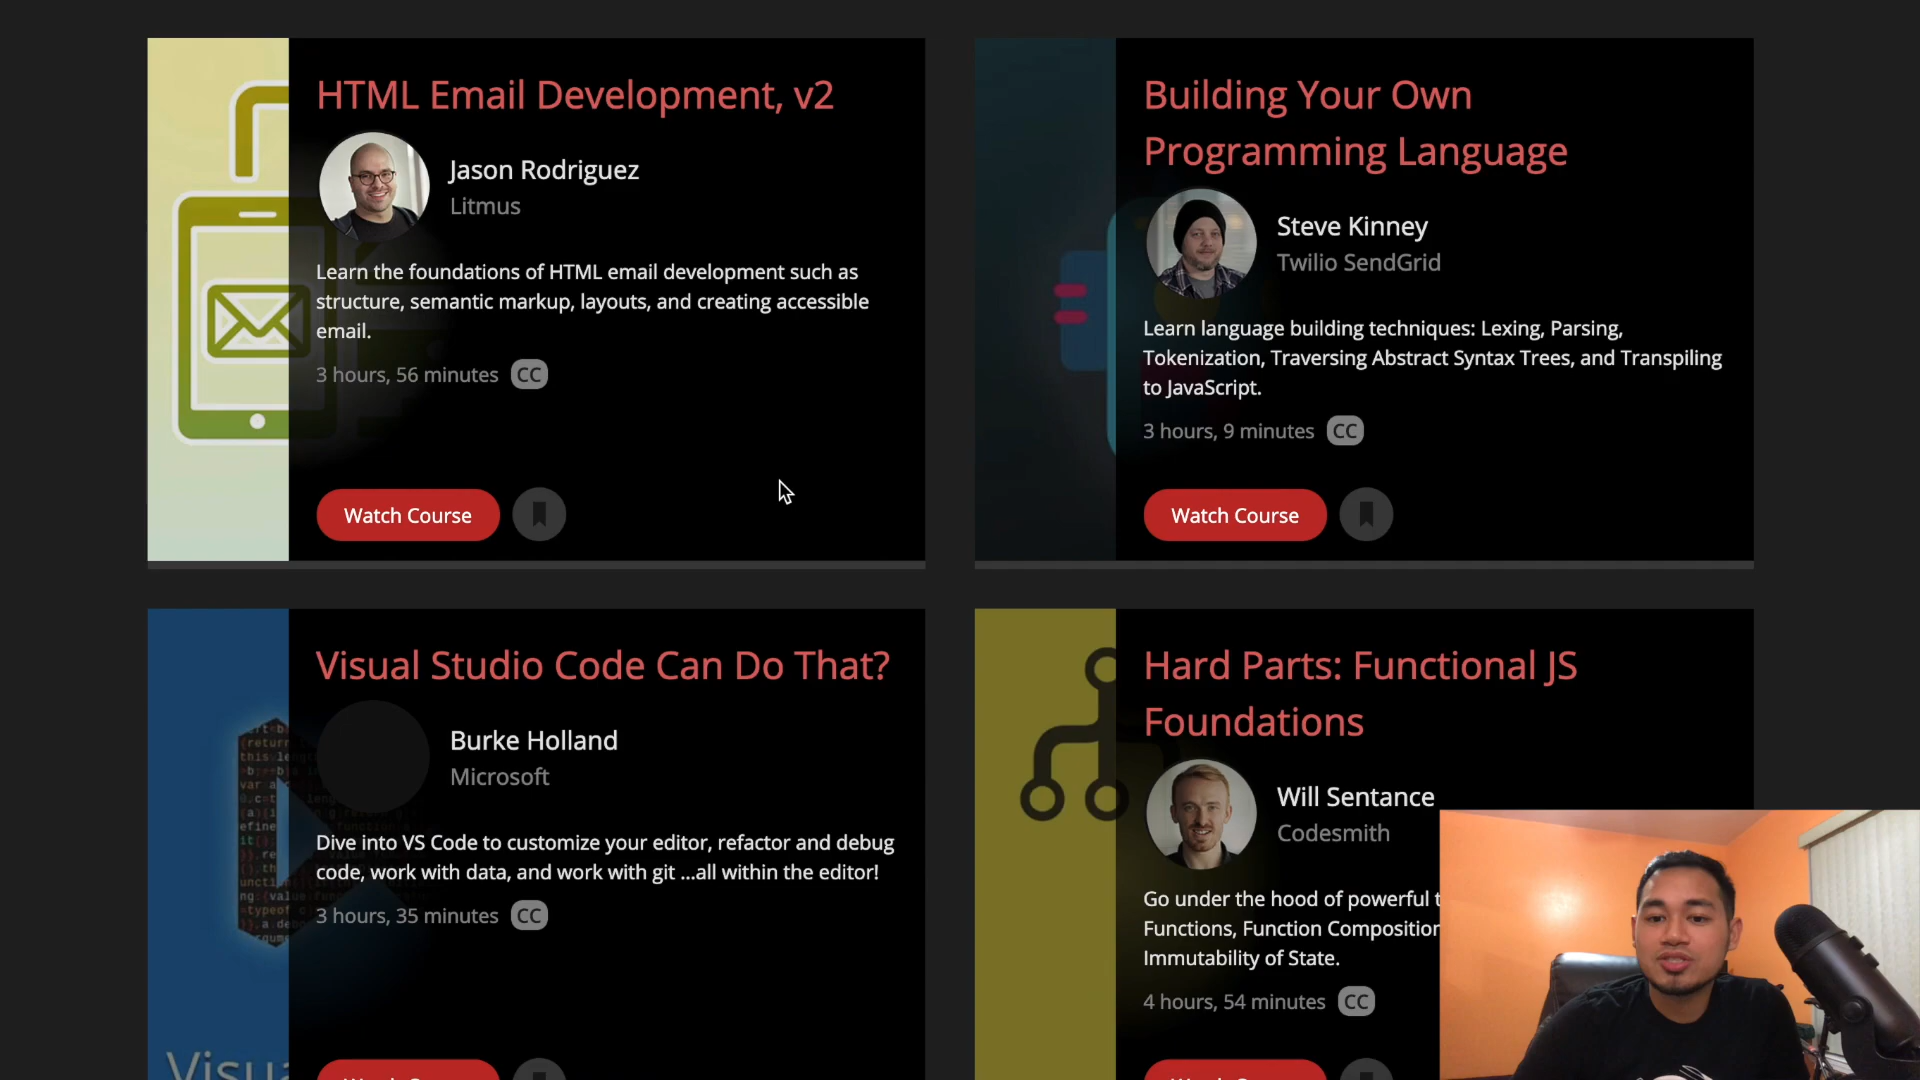 HTML Email Development, v2
Jason Rodriguez
Litmus
Learn the foundations of HTML email development such as
structure, semantic markup, layouts, and creating accessible
email.
3 hours, 56 minutes CC
Watch Course
Building Your Own
Programming Language
Steve Kinney
Twilio SendGrid
Learn language building techniques: Lexing, Parsing,
Tokenization, Traversing Abstract Syntax Trees, and Transpiling
to JavaScript.
3 hours, 9 minutes CC
Watch Course
Visual Studio Code Can Do That?
Burke Holland
Microsoft
Dive into VS Code to customize your editor, refactor and debug
code, work with data, and work with git ...all within the editor!
3 hours, 35 minutes CC
Hard Parts: Functional JS
Foundations
Will Sentance
Codesmith
Go under the hood of powerful
Functions, Function Composition
Immutability of State.
4 hours, 54 minutes CC